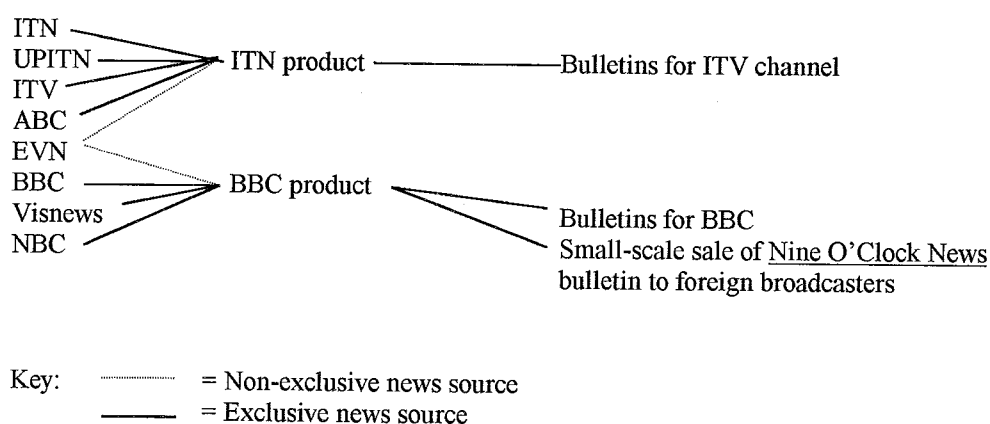 ITN
UPITN
ITV
ABC
EVN
BBC
Visnews
NBC
ITN product
BBC product
Bulletins for ITV channel
Bulletins for BBC
Small-scale sale of Nine O'Clock News
bulletin to foreign broadcasters
Key:
= Non-exclusive news source
= Exclusive news source